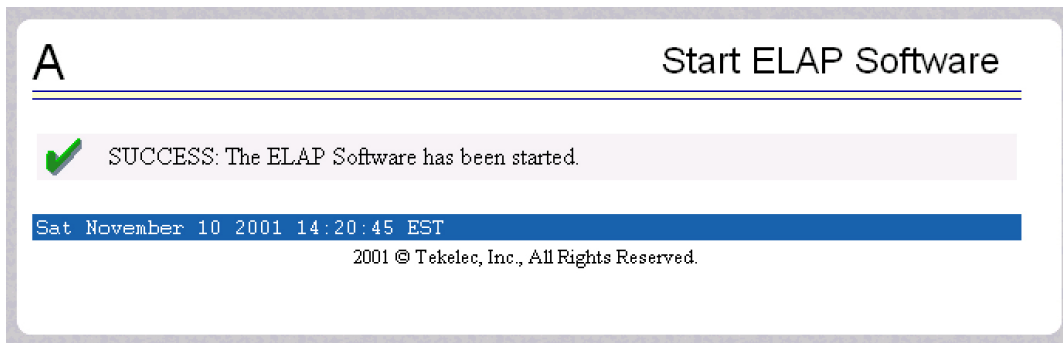 A
Start ELAP Software
SUCCESS: The ELAP Software has been started.
Sat November 10 2001 14:20:45 EST
2001 © Tekelec, Inc., All Rights Reserved.